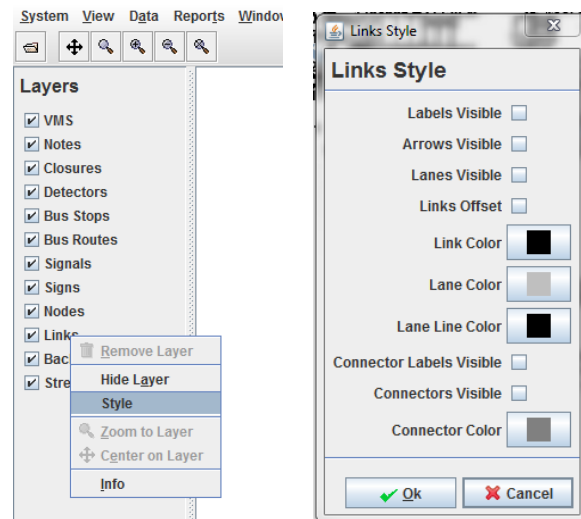 System View Data Reports Windo
Layers
VMS
Notes
Closures
Detectors
Bus Stops
Bus Routes
Signals
Signs
Nodes
Links
Bac
Stre
Remove Layer
Hide Layer
Style
Zoom to Layer
Center on Layer
Info
Links Style
Links Style
Labels Visible
Arrows Visible
Lanes Visible
Links Offset
Link Color
Lane Color
Lane Line Color
Connector Labels Visible
Connectors Visible
Connector Color
Ok
Cancel